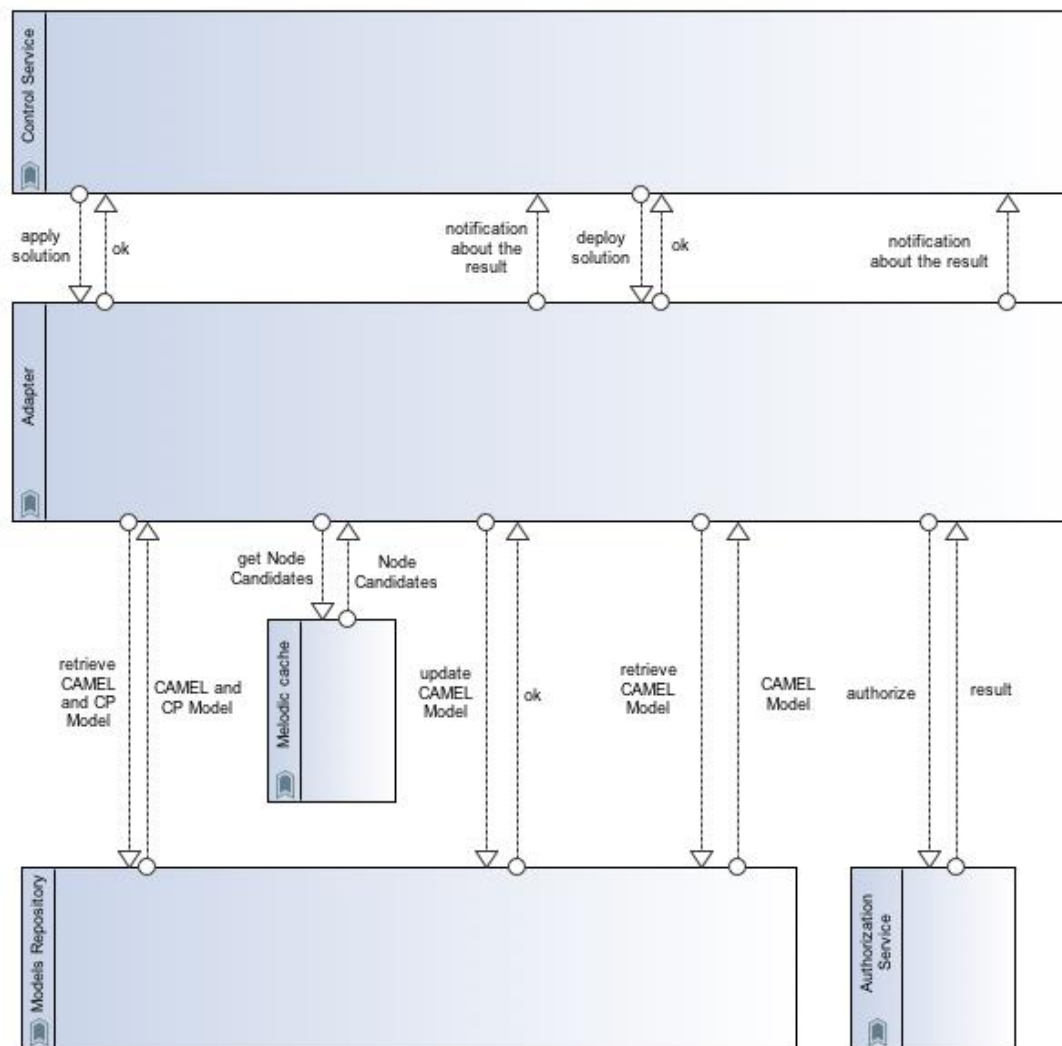 Control Service
apply
solution
ok
notification
about the
result
deploy
solution
ok
notification
about the result
Adapter
retrieve
CAMEL
and CP
Model
CAMEL and
CP Model
get Node
Candidates
Node
Candidates
Melodic cache
update
CAMEL
Model
ok
retrieve
CAMEL
Model
CAMEL
Model
authorize
result
Models Repository
Authorization
Service